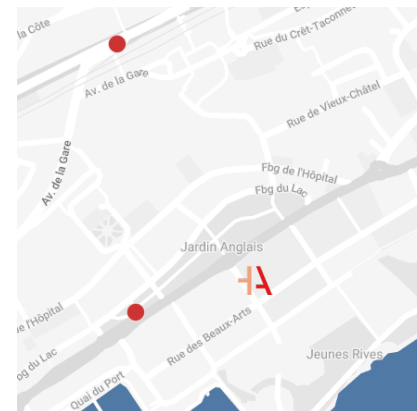 la Côte
Rue du Crêt-Taconnet
Av. de la Gare
Rue de Vieux-Châtel
Av. de la Gare
Fbg de l'Hôpital
Fbg du Lac
Jardin Anglais
de l'Hôpital
Fbg du Lac
Rue des Beaux-Arts
Quai du Port
Jeunes Rives